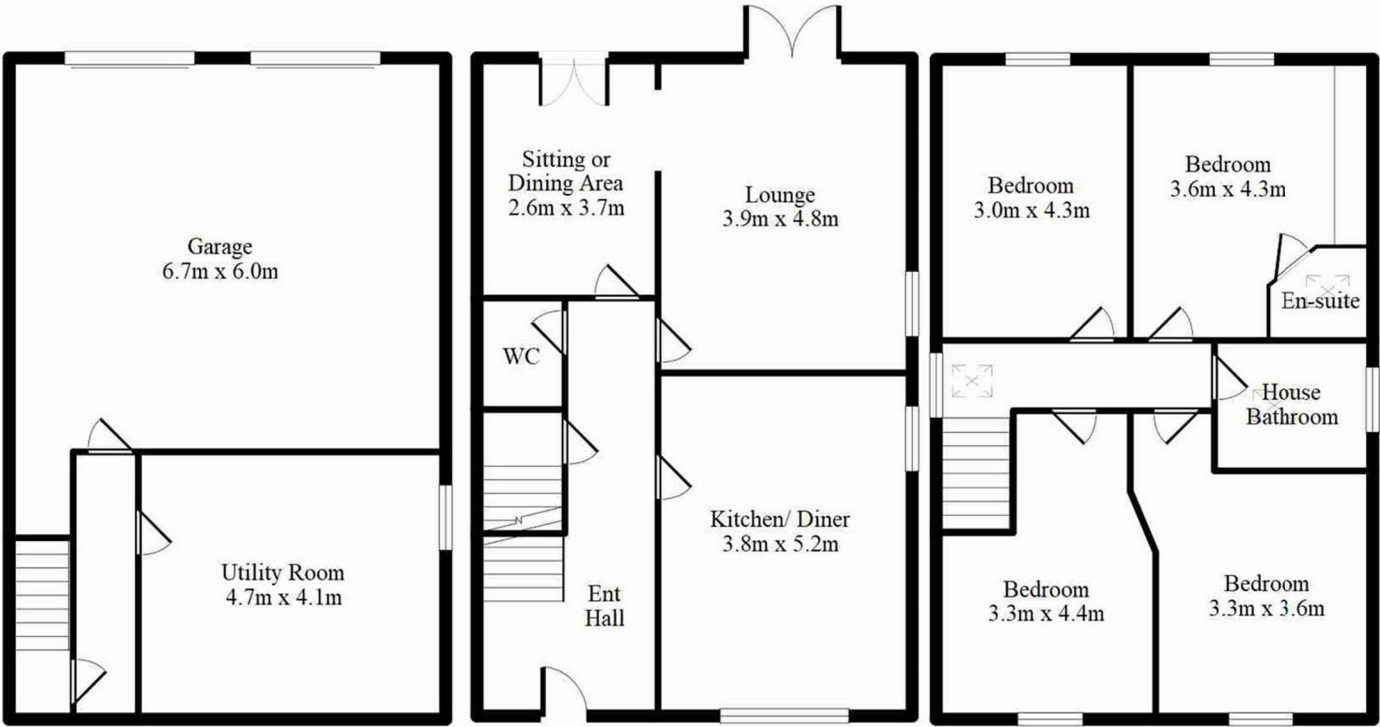 Garage
6.7m x 6.0m
Utility Room
4.7m x 4.1m
Sitting or
Dining Area
2.6m x 3.7m
Lounge
3.9m x 4.8m
WC
Kitchen/ Diner
3.8m x 5.2m
Ent
Hall
N
Bedroom
3.0m x 4.3m
Bedroom
3.6m x 4.3m
En-suite
House
Bathroom
Bedroom
3.3m x 4.4m
Bedroom
3.3m x 3.6m